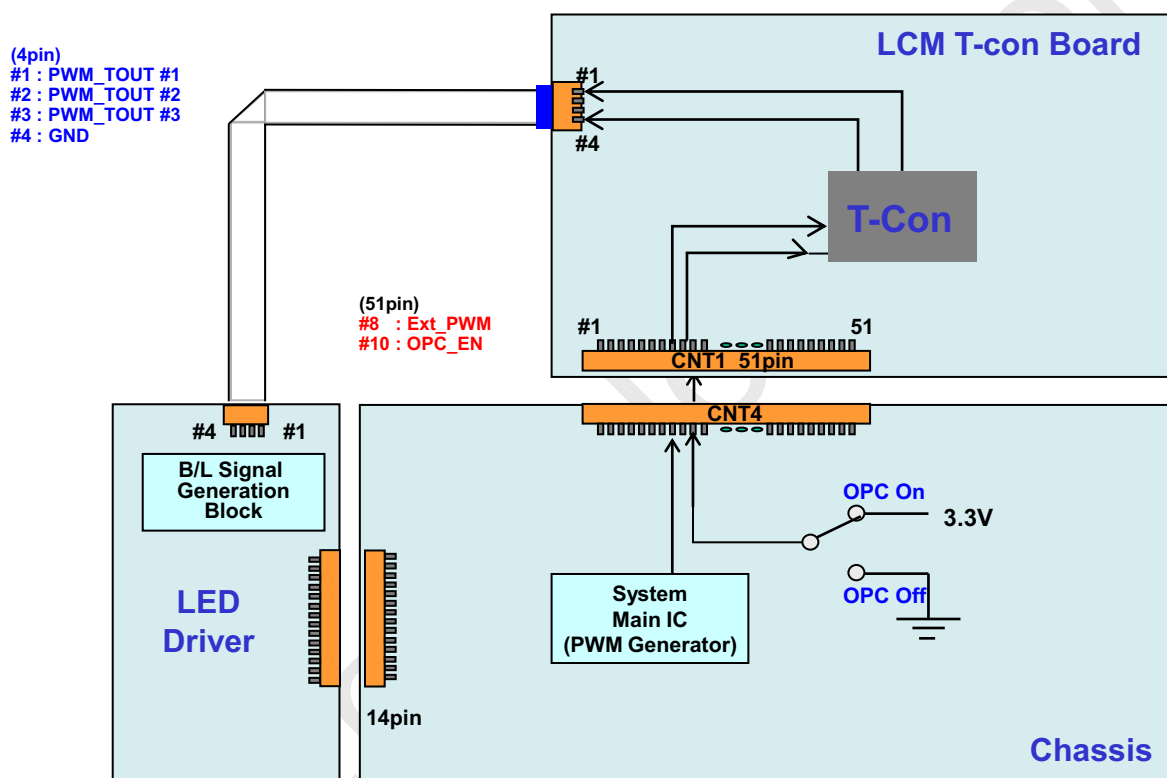 LCM T-con Board
(4pin)
#1 : PWM_TOUT #1
#2 : PWM_TOUT #2
#3 : PWM_TOUT #3
#4 : GND
#1
#4
T-Con
(51pin)
#8 : Ext_PWM
#10 : OPC_EN
#1
51
CNT1 51pin
CNT4
#4
#1
B/L Signal
Generation
Block
OPC On
3.3V
OPC Off
System
Main IC
(PWM Generator)
LED
Driver
14pin
Chassis